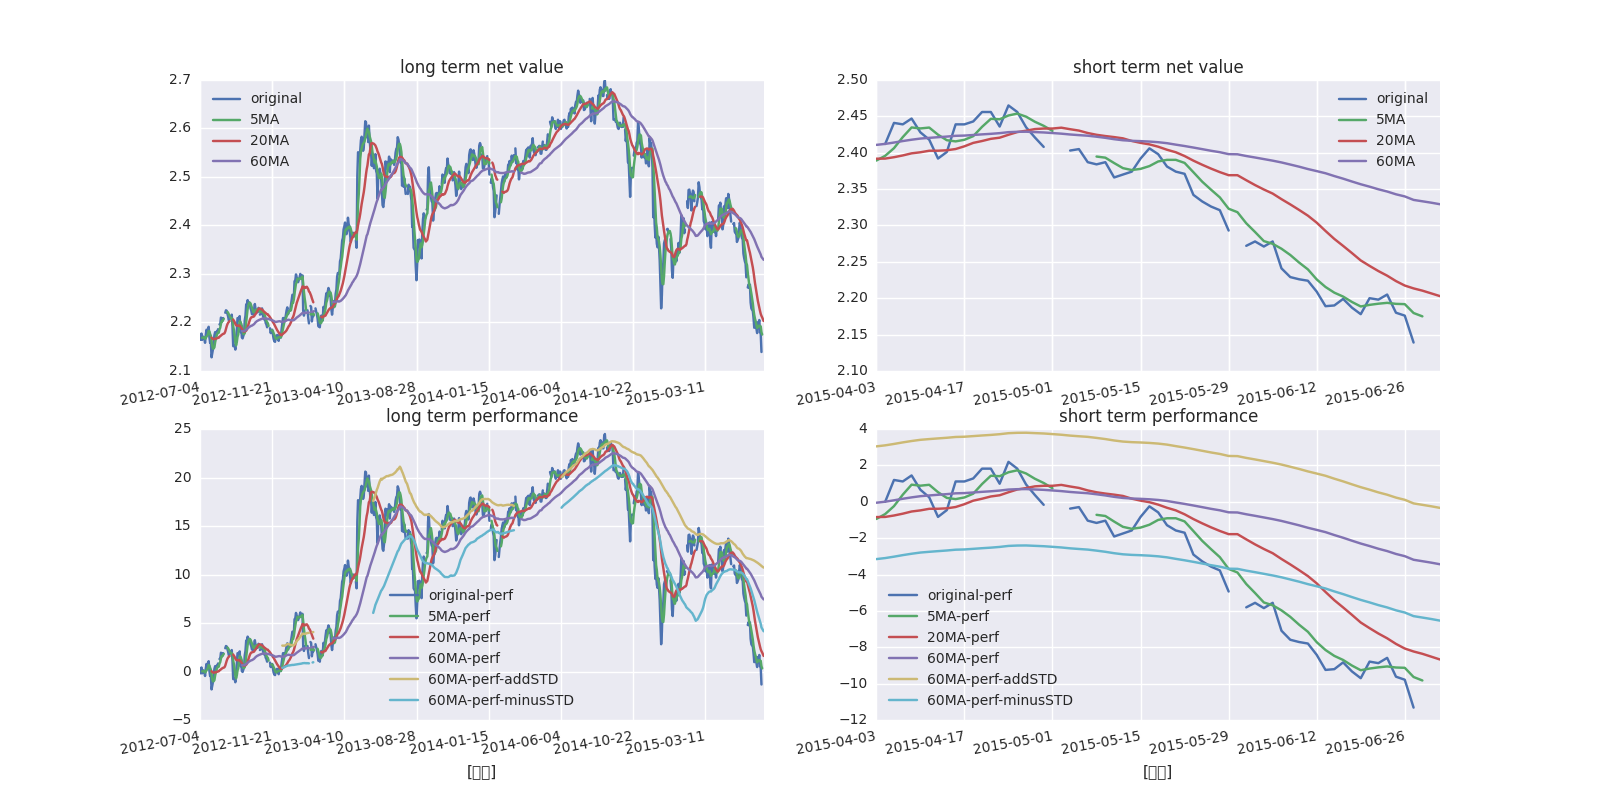 long term net value
2.7
2.6
2.5
2.4
2.3
2.2
2.1
original
5MA
20MA
60MA
2012-07-04 2012-11-21 2013-04-10 2013-08-28 2014-01-15 2014-06-04 2014-10-22 2015-03-11
short term net value
2.50
2.45
2.40
2.35
2.30
2.25
2.20
2.15
2.10
original
5MA
20MA
60MA
2015-04-03 2015-04-17 2015-05-01 2015-05-15 2015-05-29 2015-06-12 2015-06-26
long term performance
25
20
15
10
5
0
−5
original-perf
5MA-perf
20MA-perf
60MA-perf
60MA-perf-addSTD
60MA-perf-minusSTD
2012-07-04 2012-11-21 2013-04-10 2013-08-28 2014-01-15 2014-06-04 2014-10-22 2015-03-11
short term performance
4
2
0
−2
−4
−6
−8
−10
−12
original-perf
5MA-perf
20MA-perf
60MA-perf
60MA-perf-addSTD
60MA-perf-minusSTD
2015-04-03 2015-04-17 2015-05-01 2015-05-15 2015-05-29 2015-06-12 2015-06-26